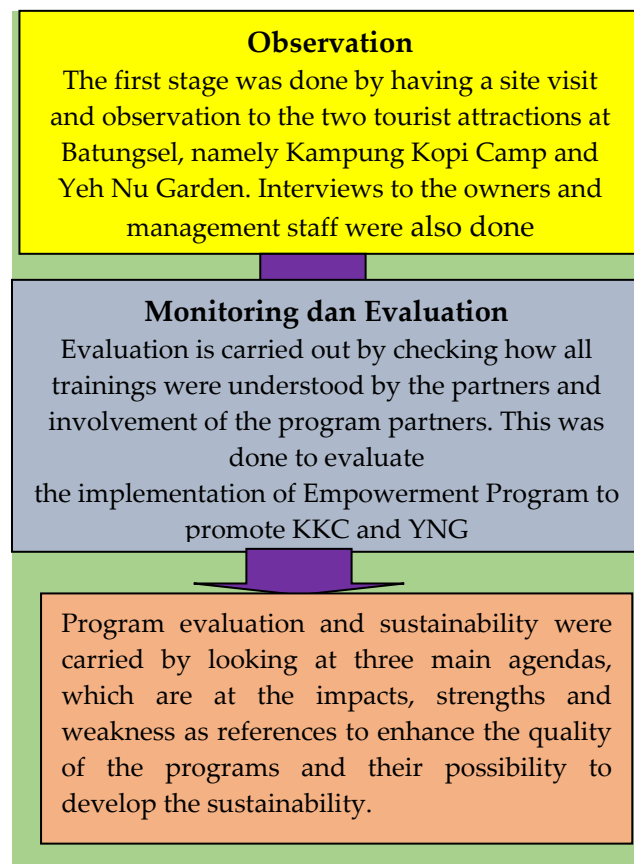 Observation
The first stage was done by having a site visit
and observation to the two tourist attractions at
Batungsel, namely Kampung Kopi Camp and
Yeh Nu Garden. Interviews to the owners and
management staff were also done
Monitoring dan Evaluation
Evaluation is carried out by checking how all
trainings were understood by the partners and
involvement of the program partners. This was
done to evaluate
the implementation of Empowerment Program to
promote KKC and YNG
Program evaluation and sustainability were
carried by looking at three main agendas,
which are at the impacts, strengths and
weakness as references to enhance the quality
of the programs and their possibility to
develop the sustainability.